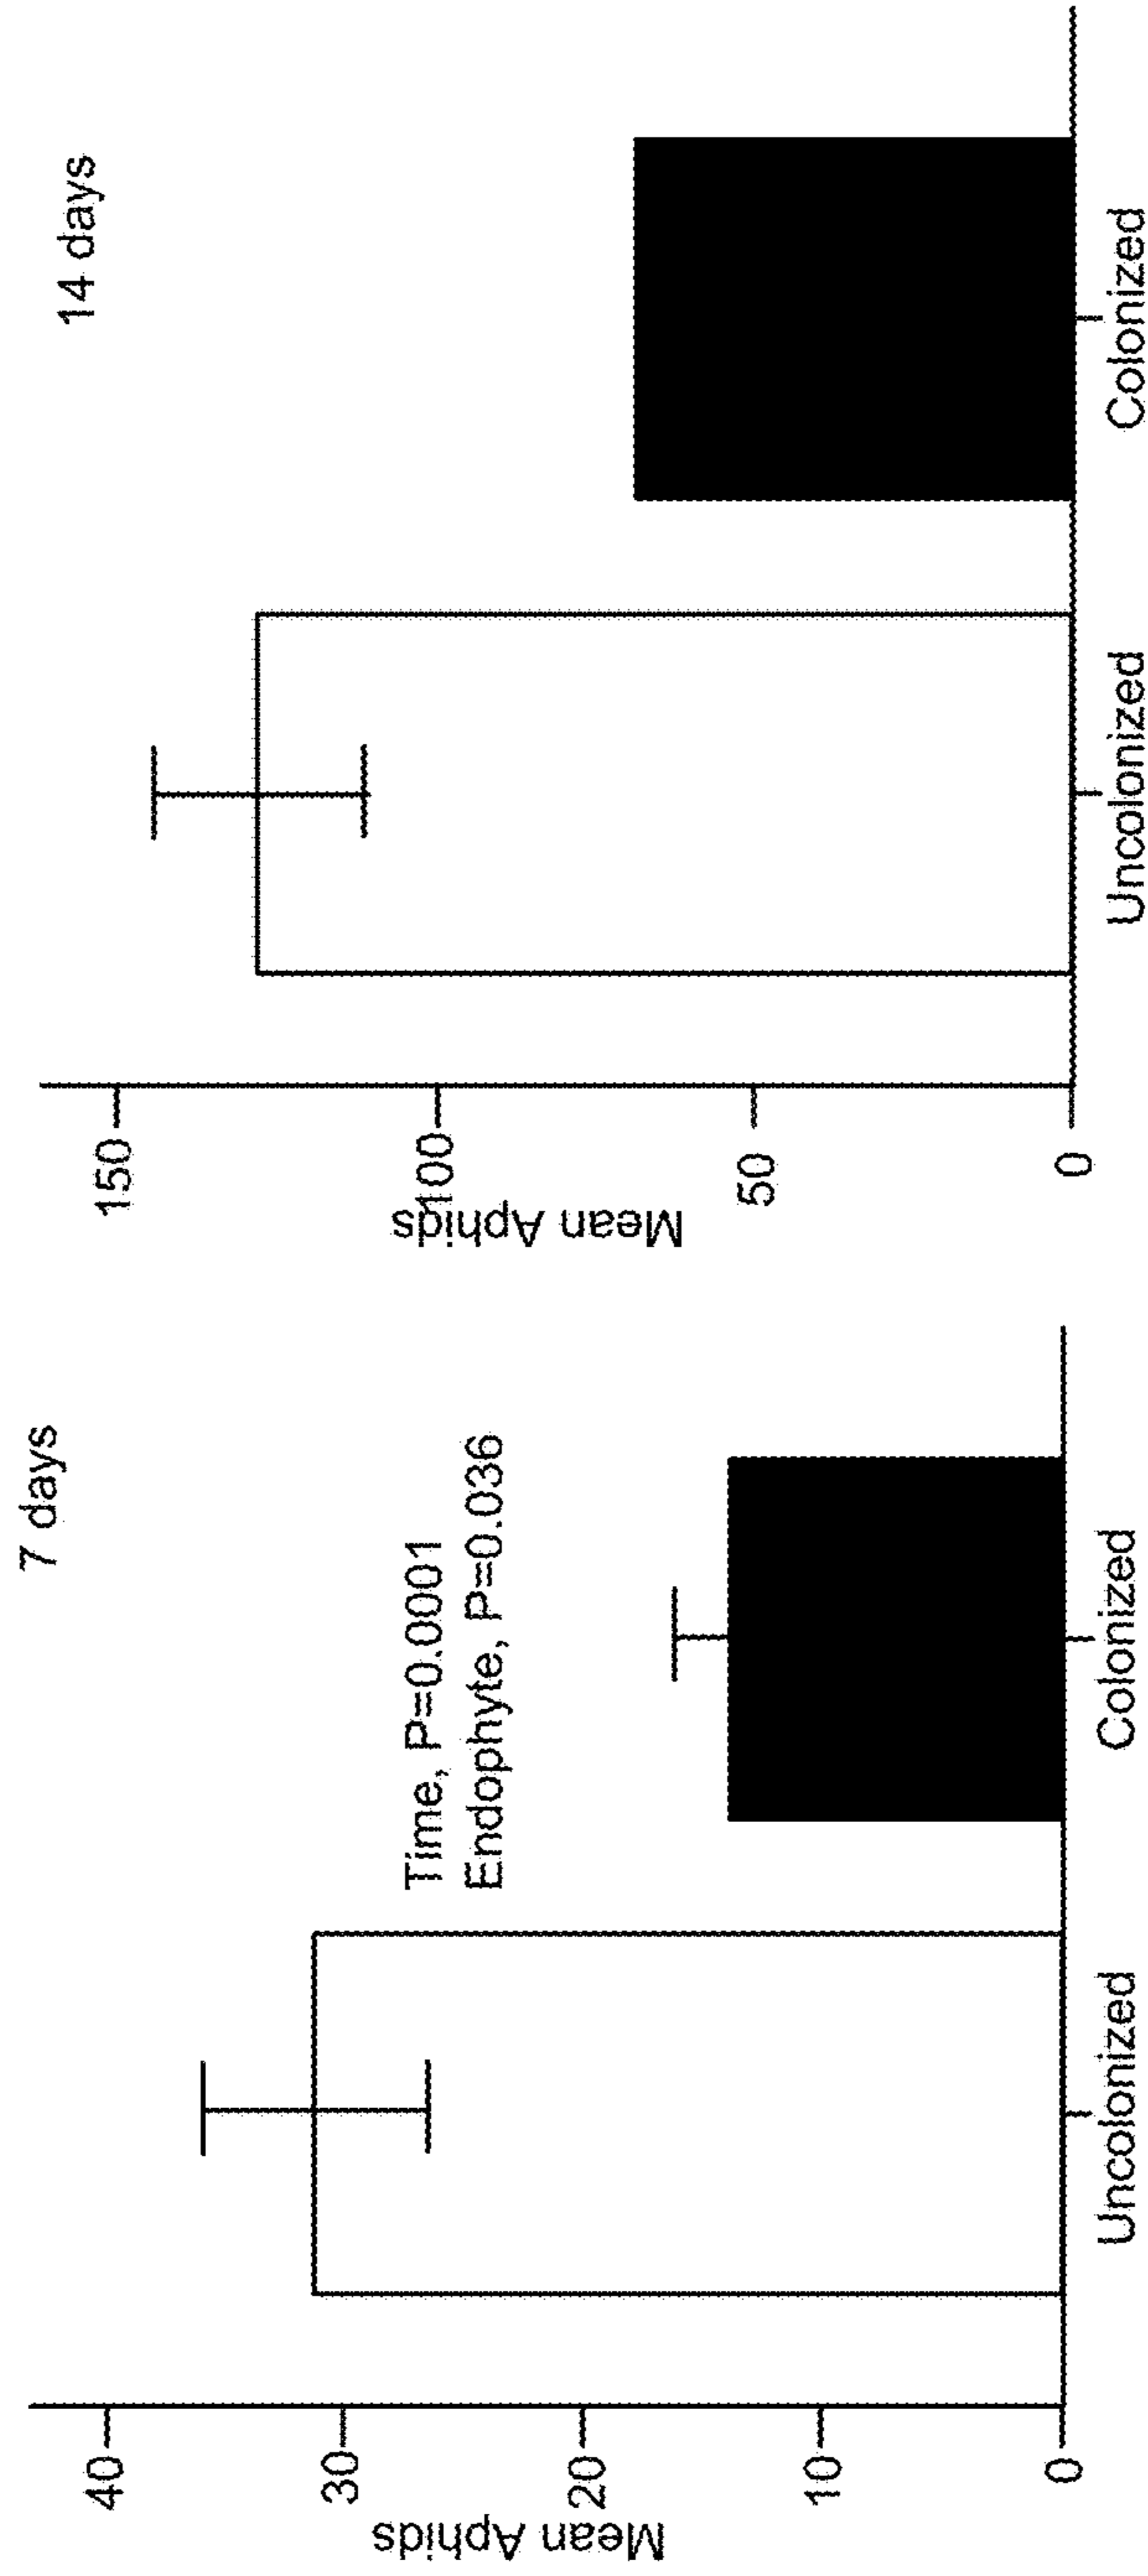 7 days
Mean Aphids
40
30
20
10
0
Time, P=0.0001
Endophyte, P=0.036
Uncolonized
Colonized
14 days
Mean Aphids
150
100
50
0
Uncolonized
Colonized